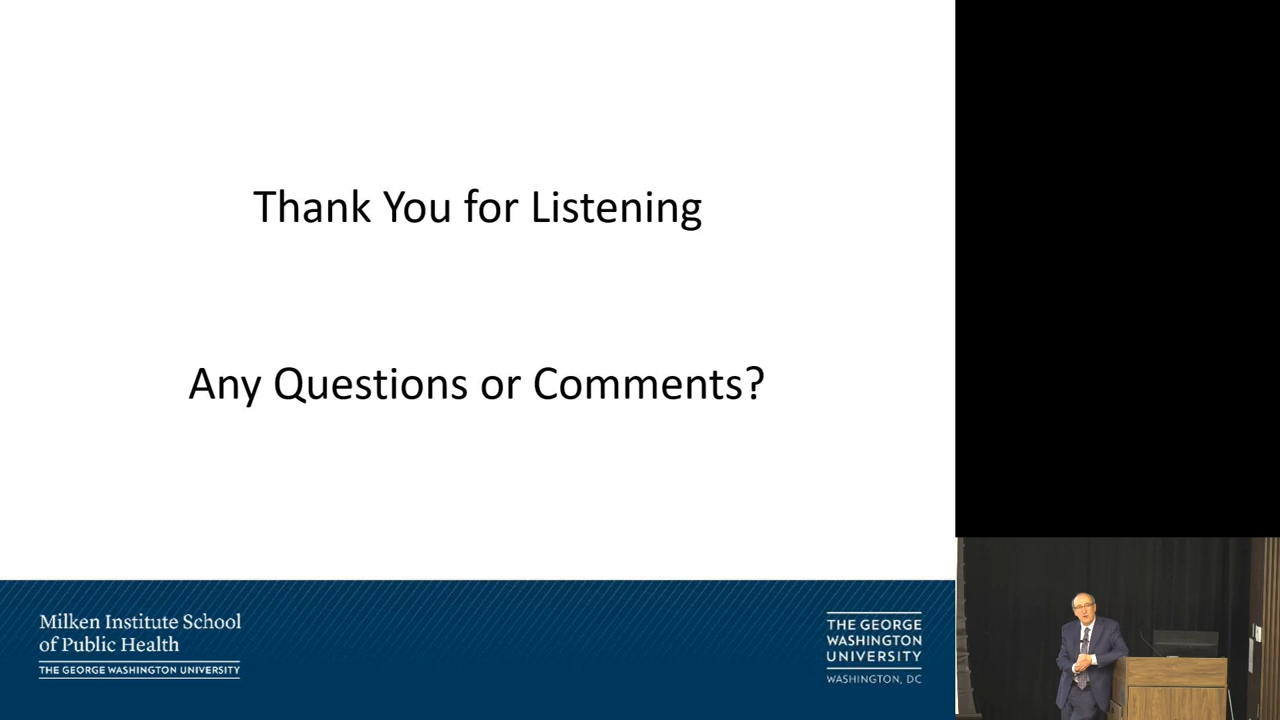 Thank You for Listening
Any Questions or Comments?
Milken Institute School
of Public Health
THE GEORGE WASHINGTON UNIVERSITY
THE GEORGE
WASHINGTON
UNIVERSITY
WASHINGTON, DC